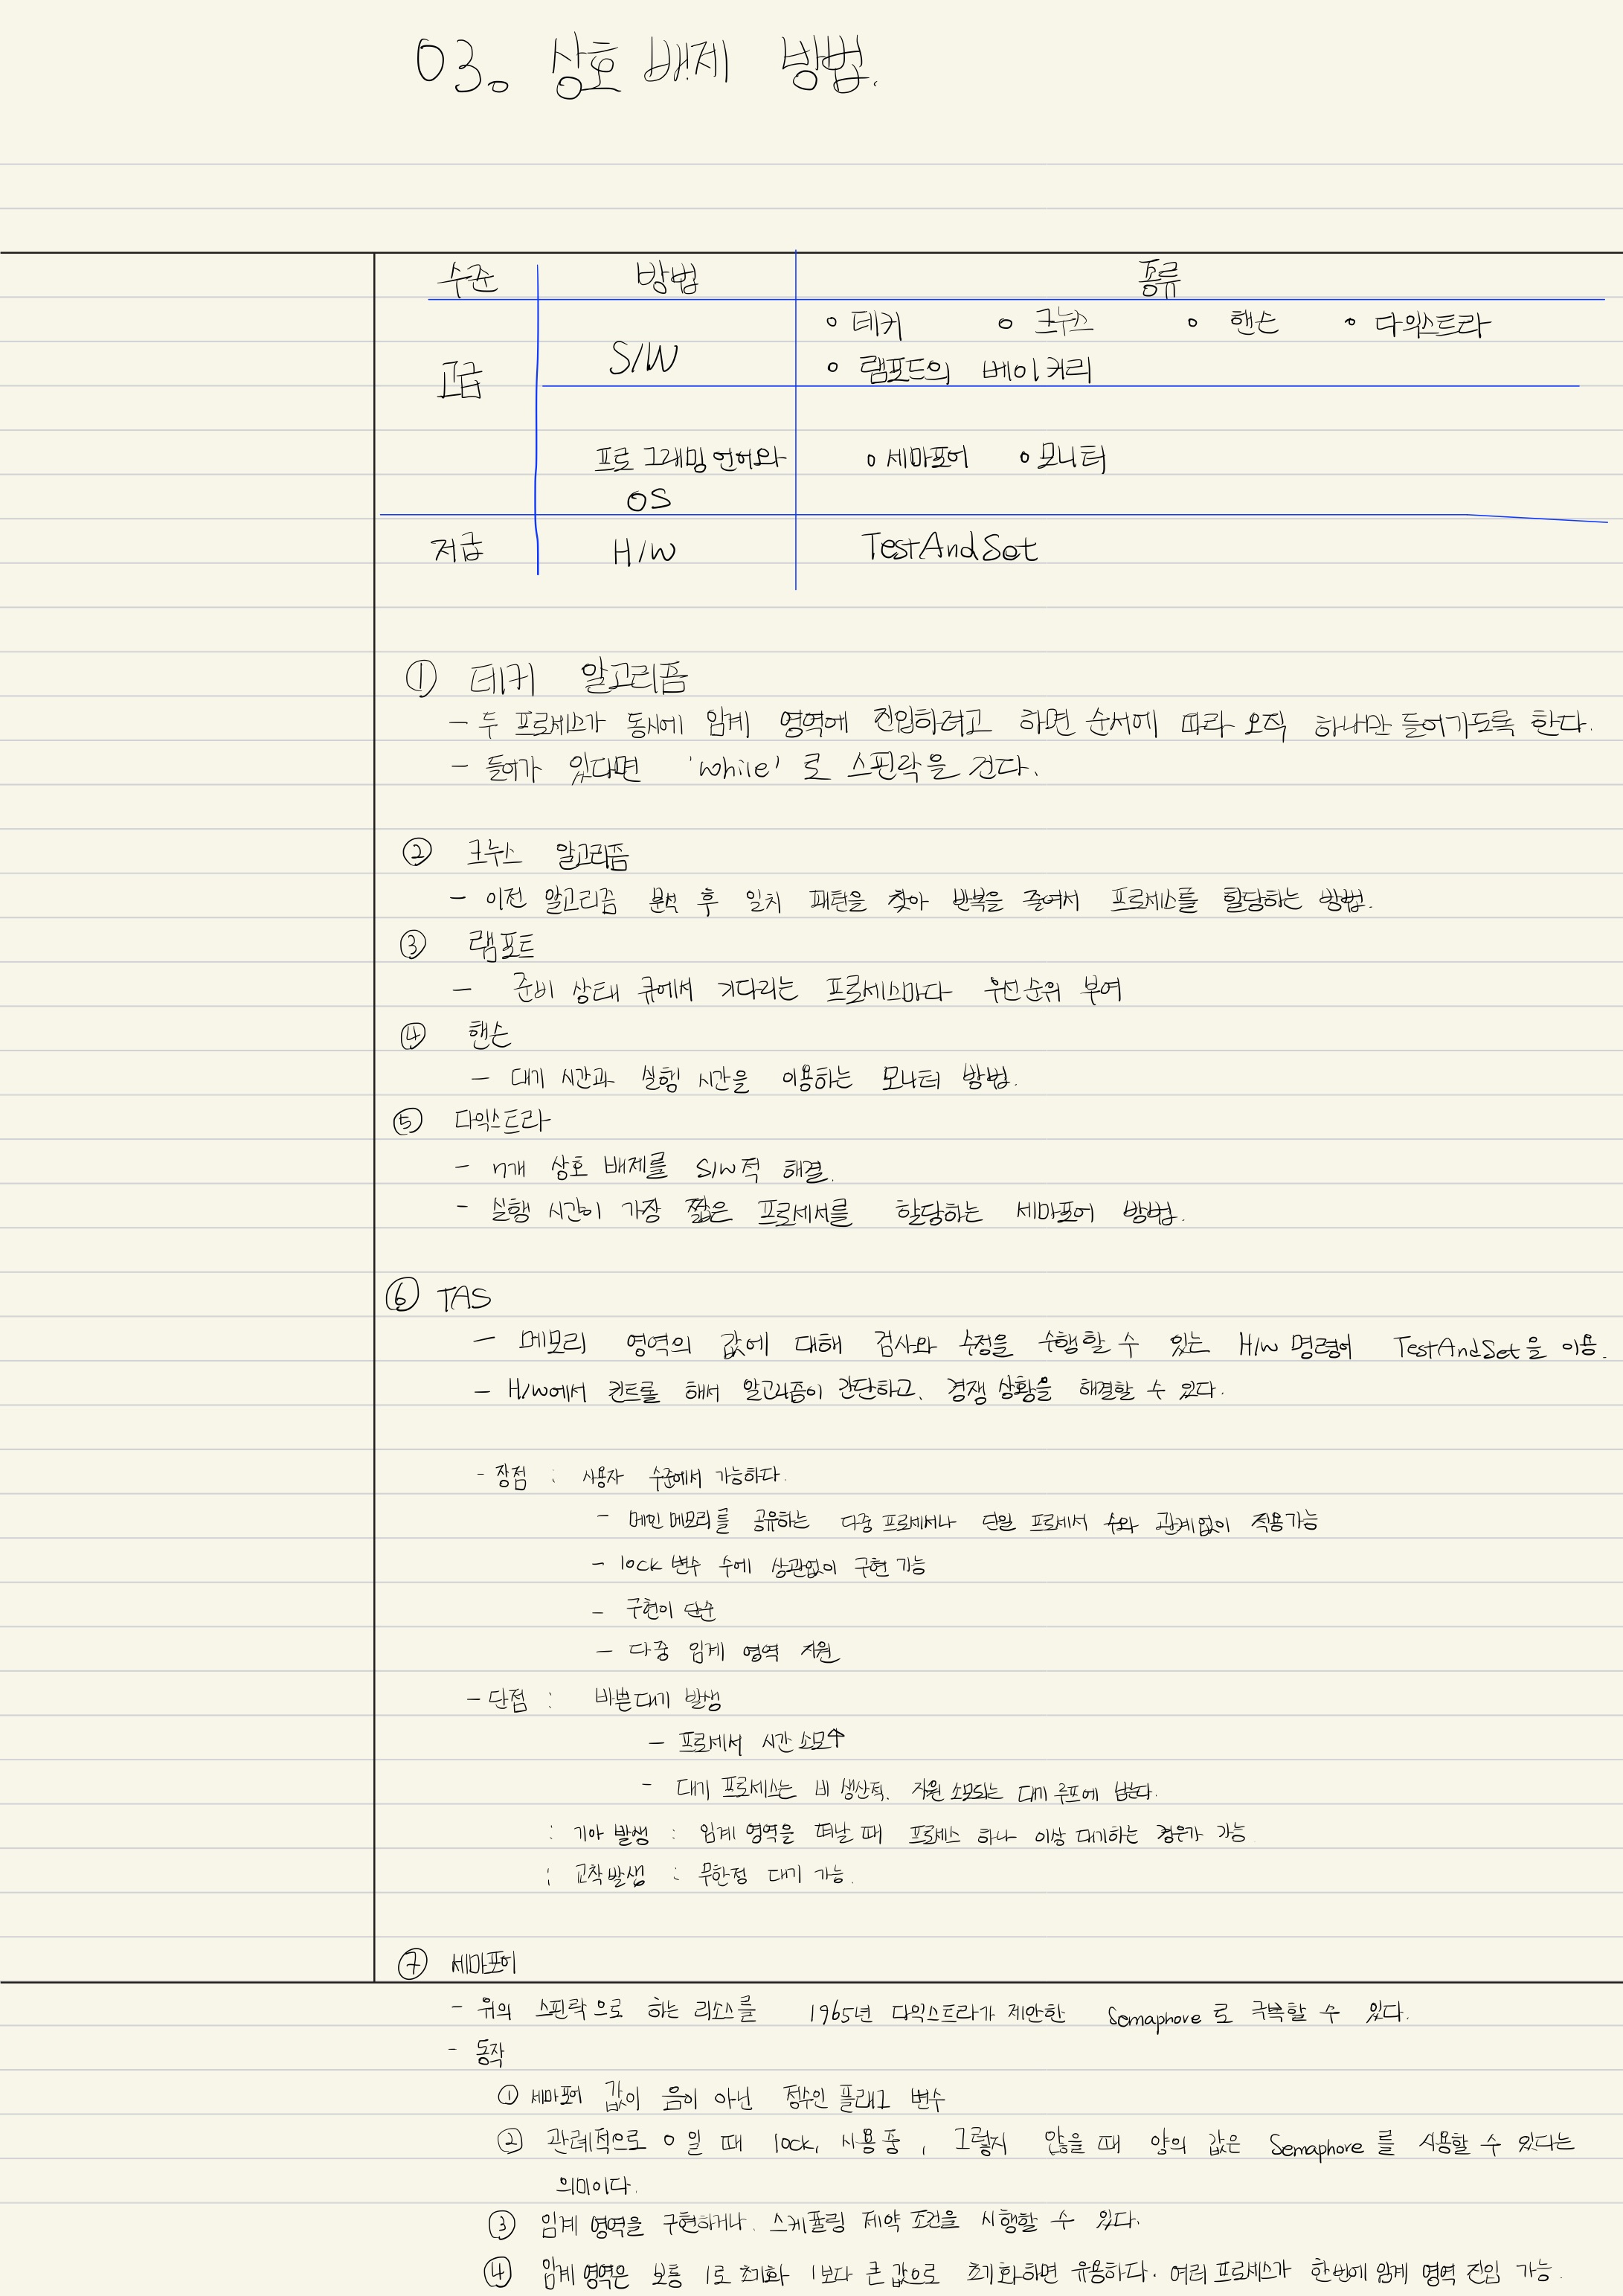 03. 상호 배제 방법.
수준 방법 종류
고급 S/W ∘ 데커 ∘ 크누스 ∘ 핸슨 ∘ 다익스트라
∘ 램포드의 베이커리
프로그래밍 언어와 ∘ 세마포어 ∘ 모니터
OS
저급 H/W TestAndSet
① 데커 알고리즘
- 두 프로세스가 동시에 임계 영역에 진입하려고 하면 순서에 따라 오직 하나만 들어가도록 한다.
- 들어가 있다면 'while' 로 스핀락을 건다.
② 크누스 알고리즘
- 이전 알고리즘 분석 후 일치 패턴을 찾아 반복을 줄여서 프로세스를 할당하는 방법.
③ 램포트
- 준비 상태 큐에서 기다리는 프로세스마다 우선순위 부여
④ 핸슨
- 대기 시간과 실행 시간을 이용하는 모니터 방법.
⑤ 다익스트라
- n개 상호 배제를 S/W적 해결.
- 실행 시간이 가장 짧은 프로세서를 할당하는 세마포어 방법.
⑥ TAS
- 메모리 영역의 값에 대해 검사와 수정을 수행할 수 있는 H/W 명령어 TestAndSet을 이용.
- H/W에서 컨트롤 해서 알고리즘이 간단하고, 경쟁 상황을 해결할 수 있다.
- 장점 : 사용자 수준에서 가능하다.
- 메인 메모리를 공유하는 다중 프로세서나 단일 프로세서 수와 관계없이 적용가능
- lock 변수 수에 상관없이 구현 가능
- 구현이 단순
- 다중 임계 영역 지원
- 단점 : 바쁜대기 발생
- 프로세서 시간 소모↑
- 대기 프로세스는 비 생산적, 자원 소모되는 대기 루프에 남는다.
: 기아 발생 : 임계 영역을 떠날 때 프로세스 하나 이상 대기하는 경우가 가능
: 교착발생 : 무한정 대기 가능.
⑦ 세마포어
- 위의 스핀락으로 하는 리소스를 1965년 다익스트라가 제안한 Semaphore 로 극복할 수 있다.
- 동작
① 세마포어 값이 음이 아닌 정수인 플래그 변수
② 관례적으로 0 일 때 lock, 사용중, 그렇지 않을 때 양의 값은 Semaphore 를 사용할 수 있다는
의미이다.
③ 임계 영역을 구현하거나, 스케쥴링 제약 조건을 시행할 수 있다.
④ 임계 영역은 보통 1로 초기화 1보다 큰 값으로 초기화하면 유용하다. 여러 프로세스가 한번에 임계 영역 진입 가능.